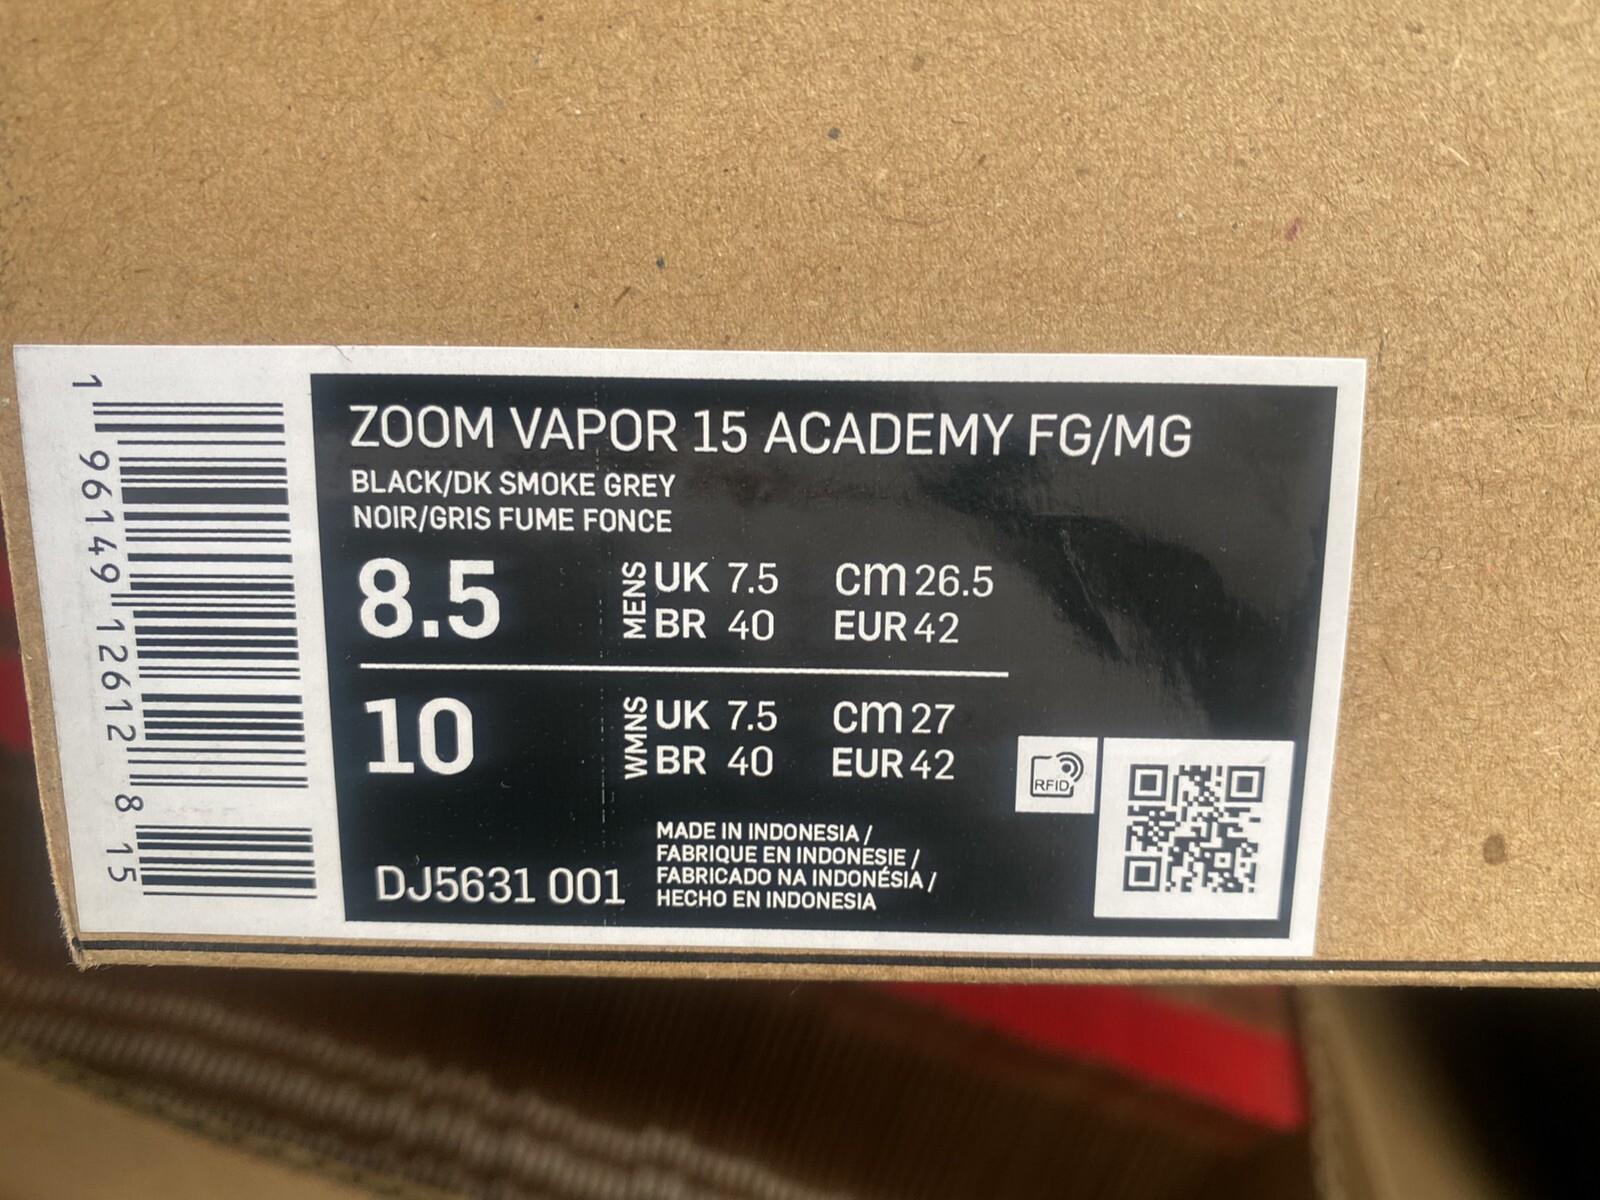 1 96149 12612 8 15
ZOOM VAPOR 15 ACADEMY FG/MG
BLACK/DK SMOKE GREY
NOIR/GRIS FUME FONCE
8.5 MENS UK 7.5 cm 26.5
BR 40 EUR 42
10 WMNS UK 7.5 cm 27
BR 40 EUR 42
RFID
MADE IN INDONESIA /
FABRIQUE EN INDONESIE /
FABRICADO NA INDONÉSIA /
HECHO EN INDONESIA
DJ5631 001